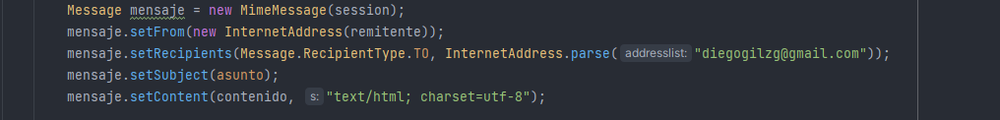 Message mensaje = new MimeMessage(session);
mensaje.setFrom(new InternetAddress(remitente));
mensaje.setRecipients(Message.RecipientType.TO, InternetAddress.parse( addresslist: "diegogilzg@gmail.com"));
mensaje.setSubject(asunto);
mensaje.setContent(contenido, s: "text/html; charset=utf-8");